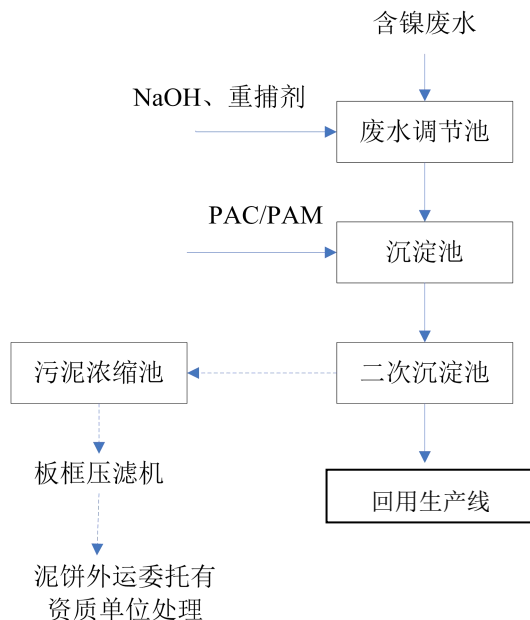 含镍废水
NaOH、重捕剂
废水调节池
PAC/PAM
沉淀池
污泥浓缩池
二次沉淀池
板框压滤机
回用生产线
泥饼外运委托有
资质单位处理